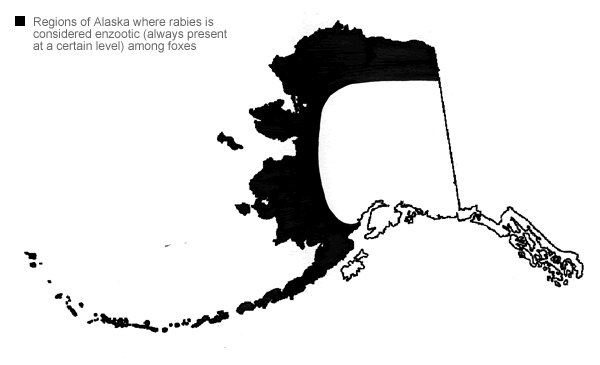 Regions of Alaska where rabies is
considered enzootic (always present
at a certain level) among foxes